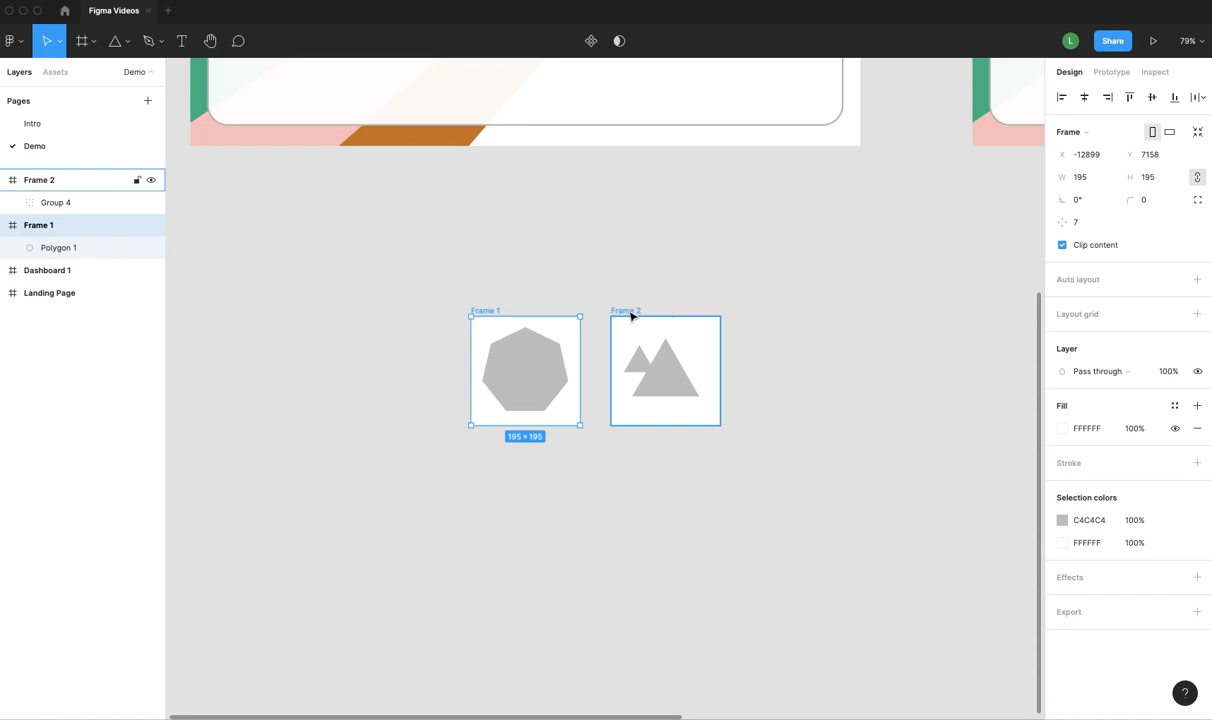 Figma Videos
Share
79%
Layers
Assets
Demo
Pages
Intro
Demo
Frame 2
Group 4
Frame 1
Polygon 1
Dashboard 1
Landing Page
Frame 1
Frame 2
195 × 195
L
Design
Prototype
Inspect
Frame
X -12899
Y 7158
W 195
H 195
0°
0
7
Clip content
Auto layout
Layout grid
Layer
Pass through
100%
Fill
FFFFFF
100%
Stroke
Selection colors
C4C4C4
100%
FFFFFF
100%
Effects
Export
?